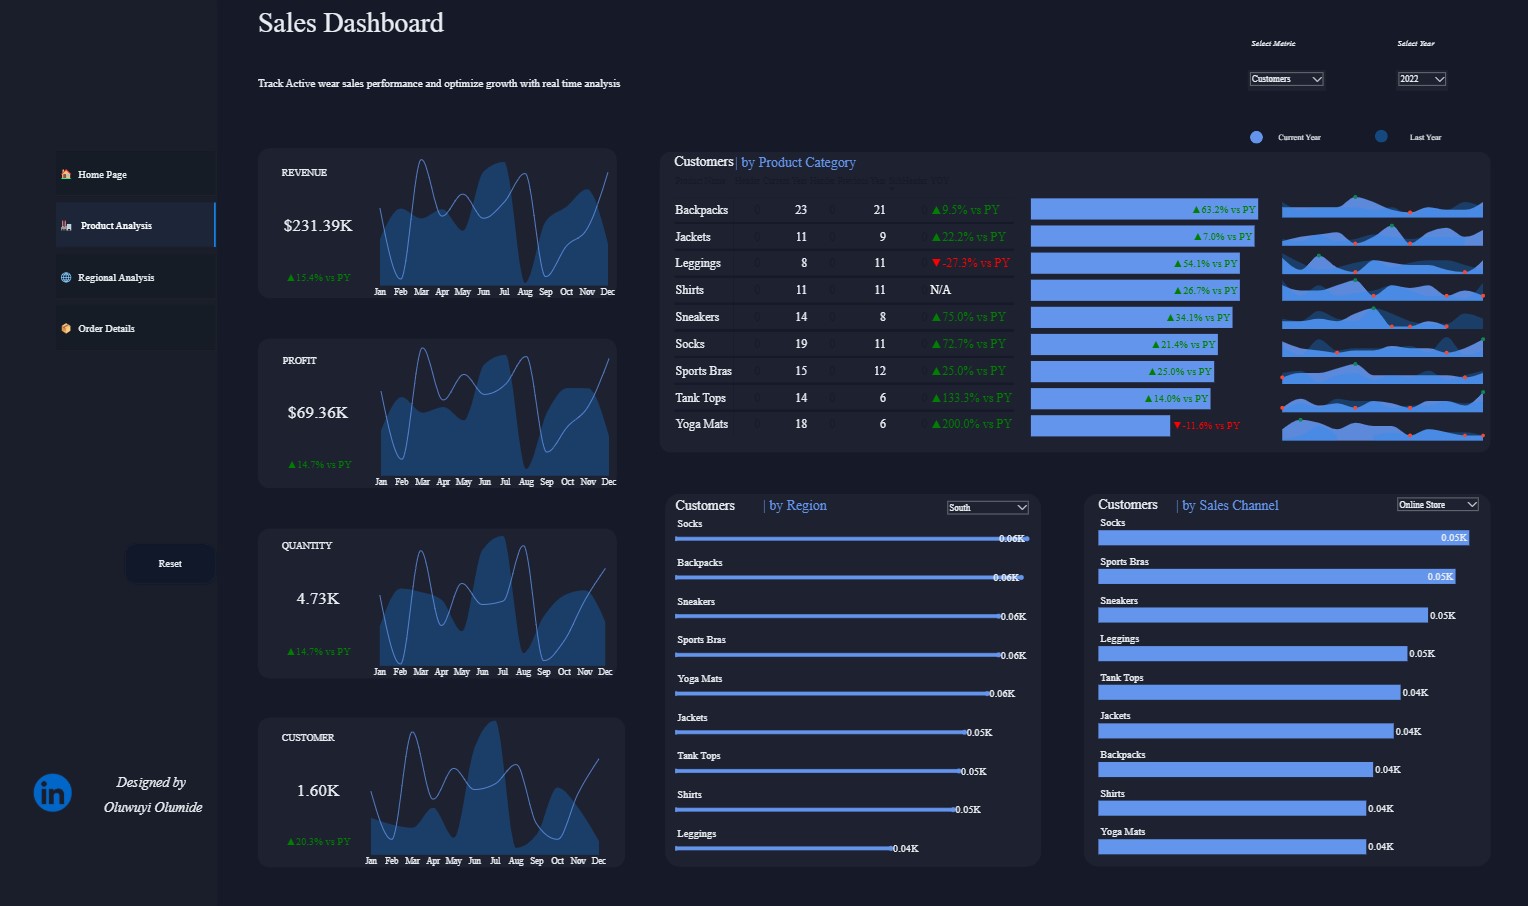 Sales Dashboard
Track Active wear sales performance and optimize growth with real time analysis
Select Metric
Select Year
Customers
2022
Current Year
Last Year
Home Page
Product Analysis
Regional Analysis
Order Details
Reset
in
Designed by
Oluwuyi Olumide
REVENUE
$231.39K
▲15.4% vs PY
Jan Feb Mar Apr May Jun Jul Aug Sep Oct Nov Dec
PROFIT
$69.36K
▲14.7% vs PY
Jan Feb Mar Apr May Jun Jul Aug Sep Oct Nov Dec
QUANTITY
4.73K
▲14.7% vs PY
Jan Feb Mar Apr May Jun Jul Aug Sep Oct Nov Dec
CUSTOMER
1.60K
▲20.3% vs PY
Jan Feb Mar Apr May Jun Jul Aug Sep Oct Nov Dec
Customers | by Product Category
Backpacks 23 21 ▲9.5% vs PY ▲63.2% vs PY
Jackets 11 9 ▲22.2% vs PY ▲7.0% vs PY
Leggings 8 11 ▼-27.3% vs PY ▲54.1% vs PY
Shirts 11 11 N/A ▲26.7% vs PY
Sneakers 14 8 ▲75.0% vs PY ▲34.1% vs PY
Socks 19 11 ▲72.7% vs PY ▲21.4% vs PY
Sports Bras 15 12 ▲25.0% vs PY ▲25.0% vs PY
Tank Tops 14 6 ▲133.3% vs PY ▲14.0% vs PY
Yoga Mats 18 6 ▲200.0% vs PY ▼-11.6% vs PY
Customers | by Region
South
Socks
0.06K
Backpacks
0.06K
Sneakers
0.06K
Sports Bras
0.06K
Yoga Mats
0.06K
Jackets
0.05K
Tank Tops
0.05K
Shirts
0.05K
Leggings
0.04K
Customers | by Sales Channel
Online Store
Socks
0.05K
Sports Bras
0.05K
Sneakers
0.05K
Leggings
0.05K
Tank Tops
0.04K
Jackets
0.04K
Backpacks
0.04K
Shirts
0.04K
Yoga Mats
0.04K